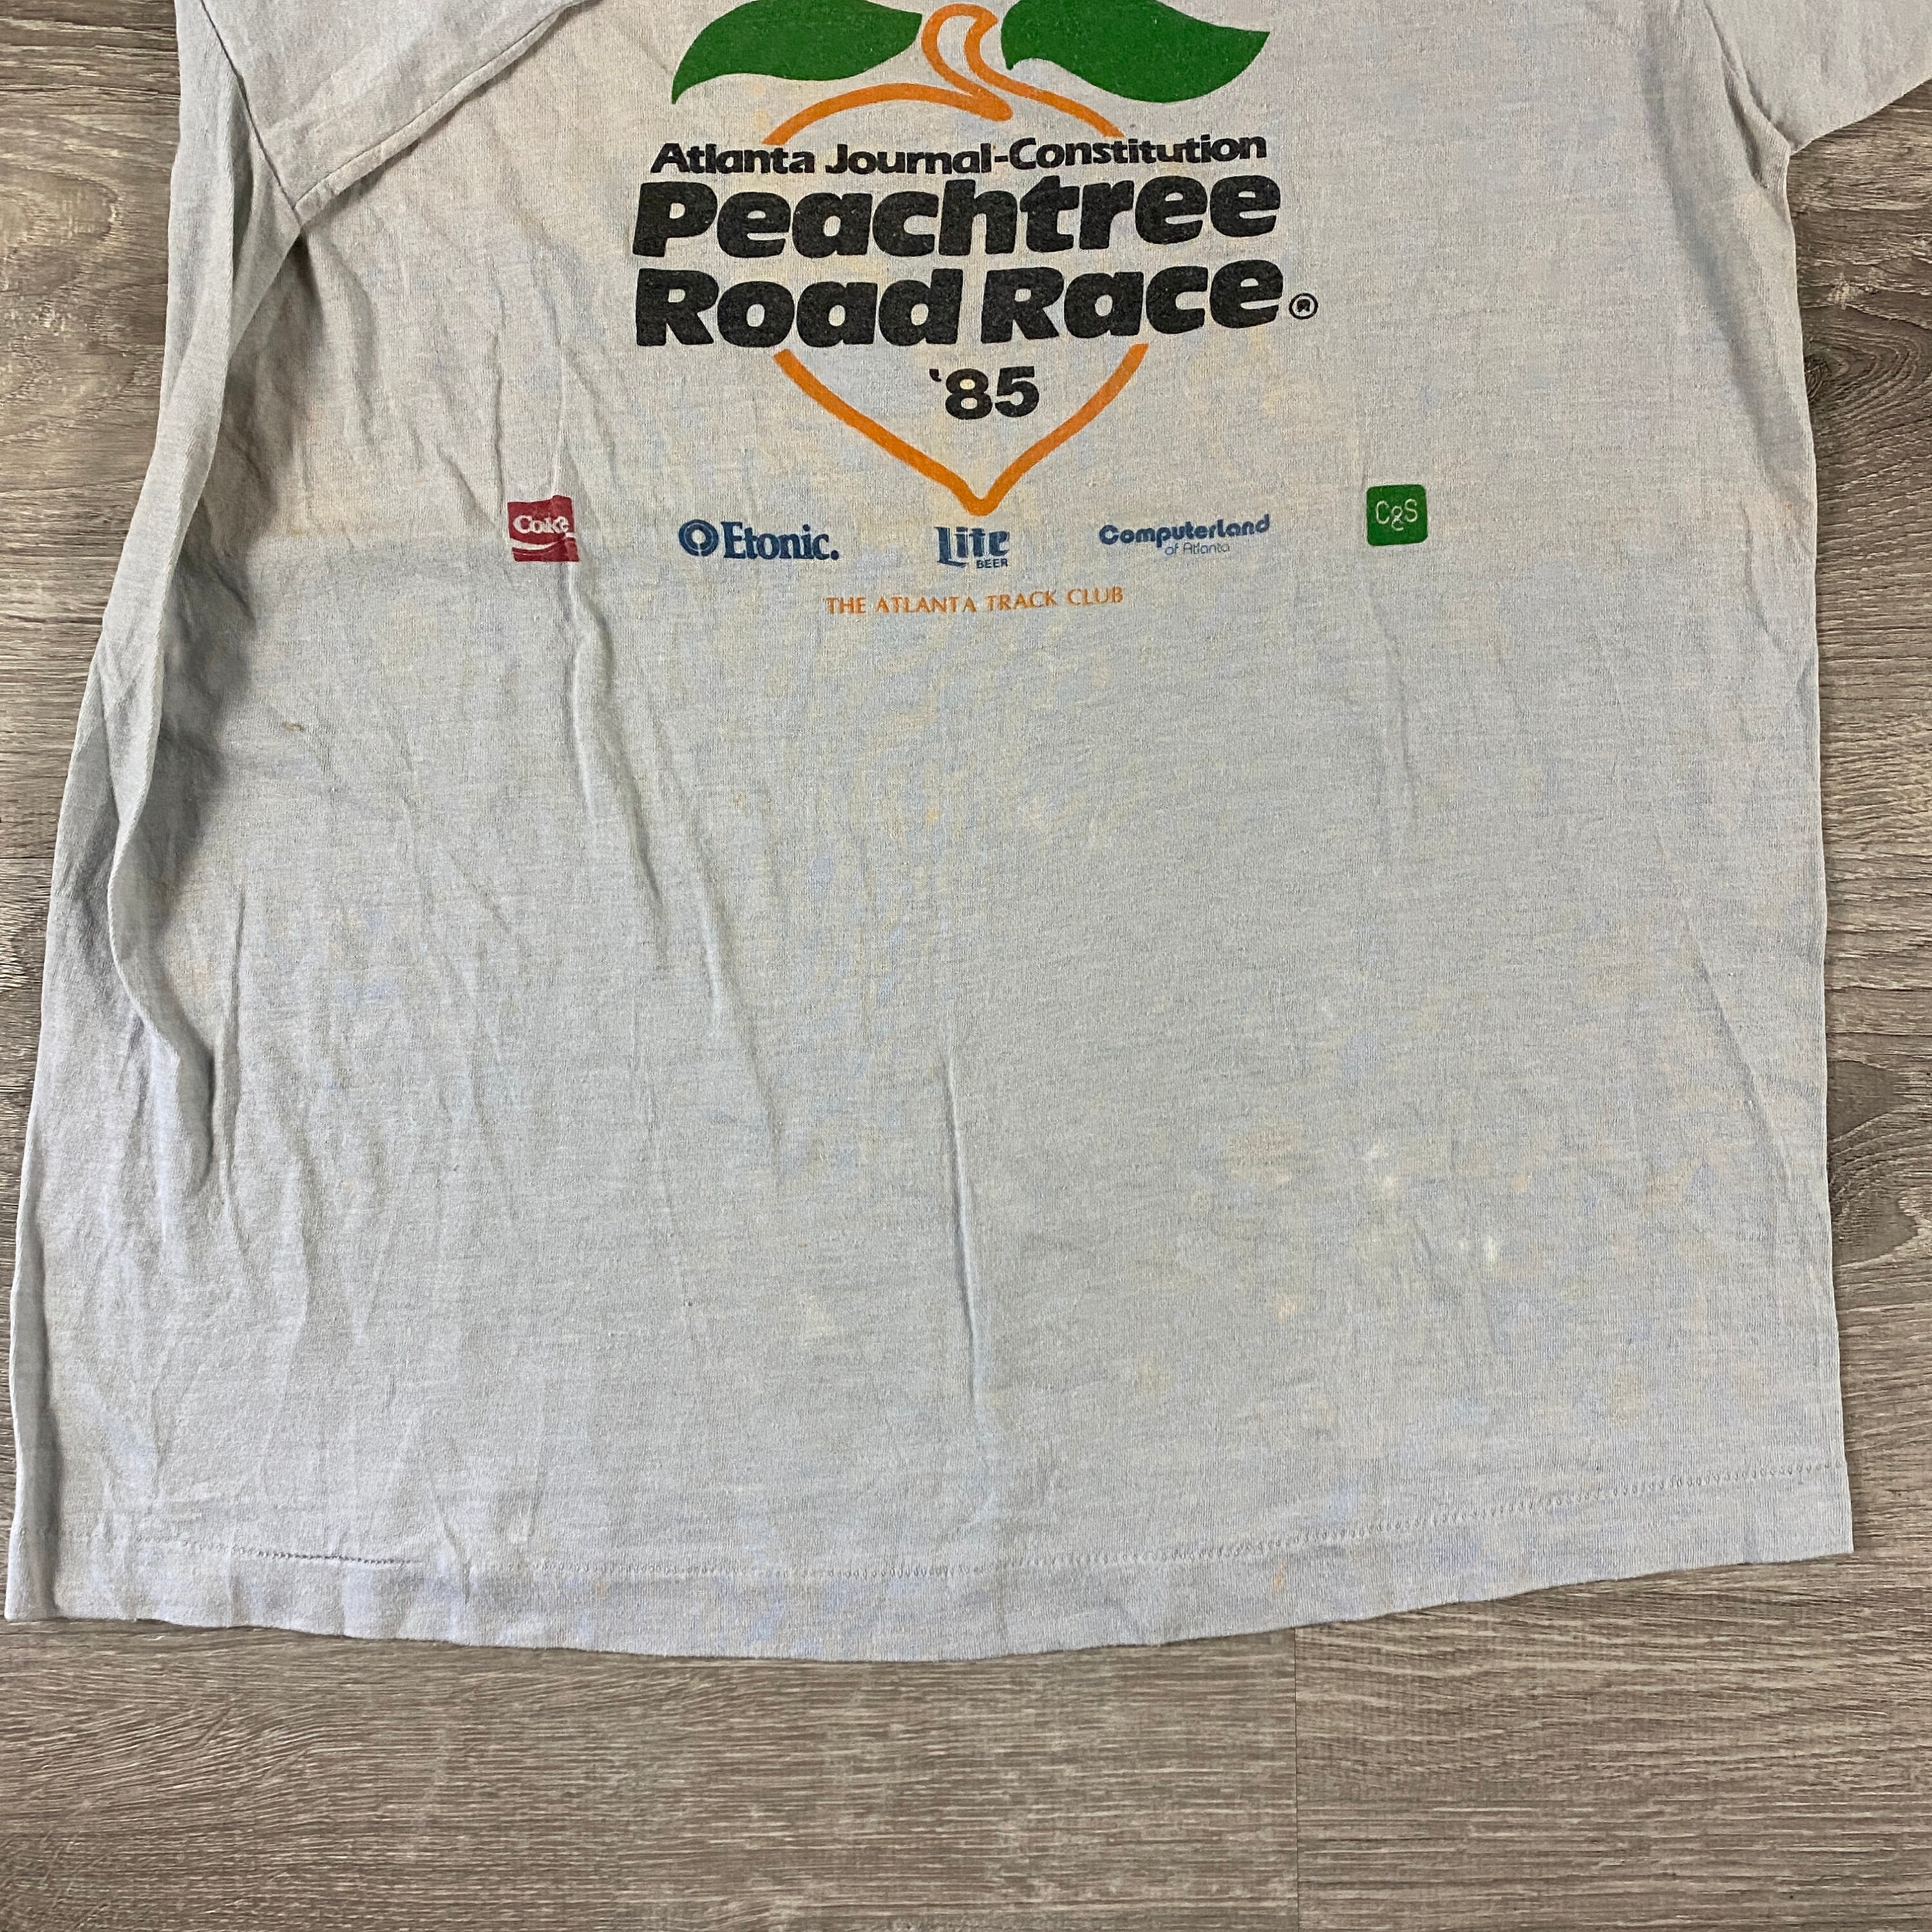 Atlanta Journal-Constitution
Peachtree
Road Race®
'85
Coke
Etonic.
Lite
BEER
Computerland
of Atlanta
C&S
THE ATLANTA TRACK CLUB